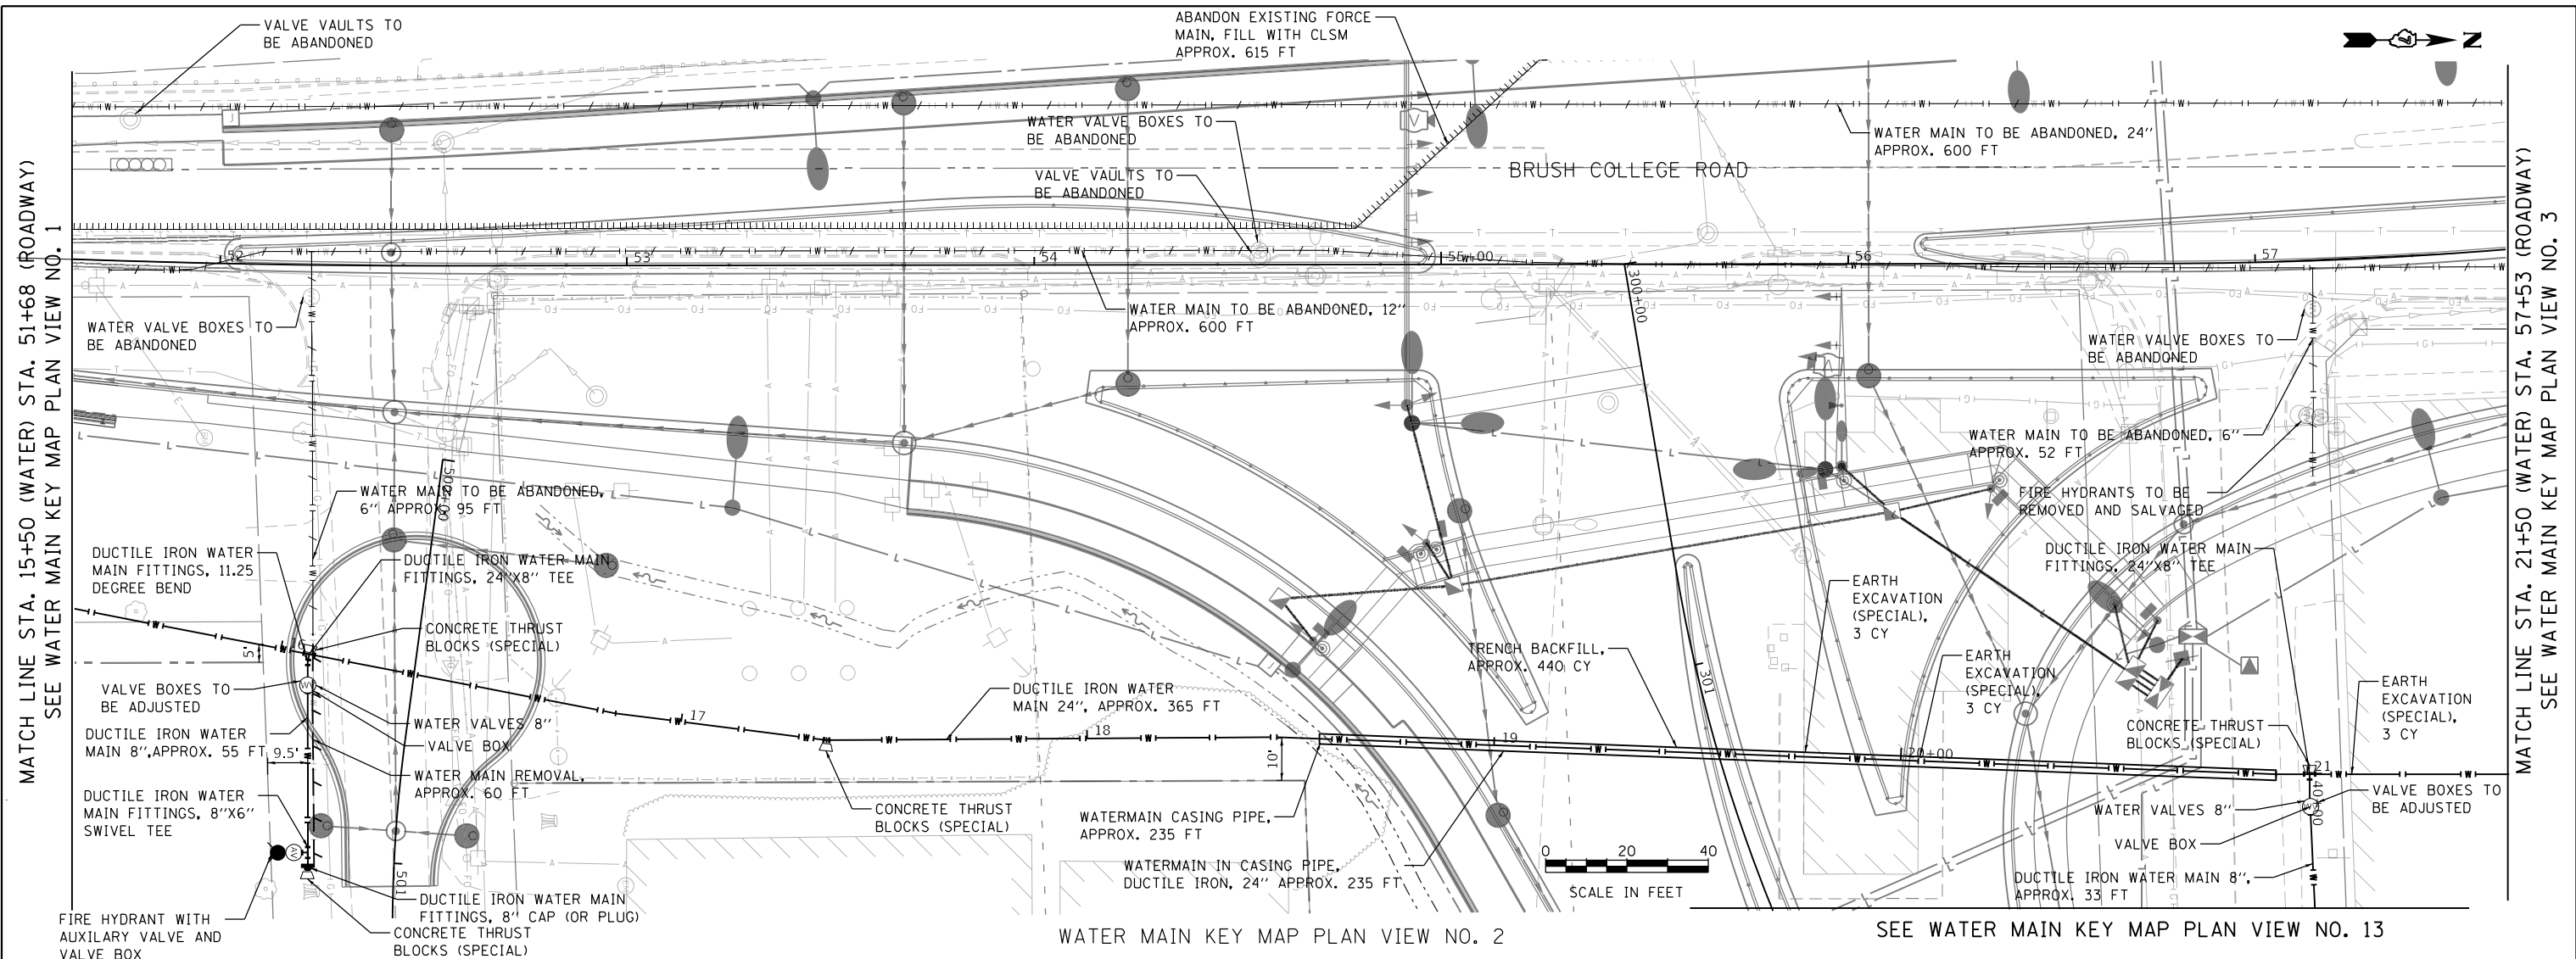 VALVE VAULTS TO
BE ABANDONED
ABANDON EXISTING FORCE
MAIN, FILL WITH CLSM
APPROX. 615 FT
N
WATER VALVE BOXES TO
BE ABANDONED
WATER MAIN TO BE ABANDONED, 24"
APPROX. 600 FT
BRUSH COLLEGE ROAD
VALVE VAULTS TO
BE ABANDONED
MATCH LINE STA. 15+50 (WATER) STA. 51+68 (ROADWAY)
SEE WATER MAIN KEY MAP PLAN VIEW NO. 1
MATCH LINE STA. 21+50 (WATER) STA. 57+53 (ROADWAY)
SEE WATER MAIN KEY MAP PLAN VIEW NO. 3
52
53
54
55+00
56
57
300+00
WATER MAIN TO BE ABANDONED, 12"
APPROX. 600 FT
WATER VALVE BOXES TO
BE ABANDONED
WATER VALVE BOXES TO
BE ABANDONED
WATER MAIN TO BE ABANDONED, 6"
APPROX. 52 FT
WATER MAIN TO BE ABANDONED,
6" APPROX. 95 FT
500+00
FIRE HYDRANTS TO BE
REMOVED AND SALVAGED
DUCTILE IRON WATER
MAIN FITTINGS, 11.25
DEGREE BEND
DUCTILE IRON WATER MAIN
FITTINGS, 24"X8" TEE
DUCTILE IRON WATER MAIN
FITTINGS, 24"X8" TEE
EARTH
EXCAVATION
(SPECIAL),
3 CY
CONCRETE THRUST
BLOCKS (SPECIAL)
16
5'
TRENCH BACKFILL,
APPROX. 440 CY
EARTH
EXCAVATION
(SPECIAL),
3 CY
301
EARTH
EXCAVATION
(SPECIAL),
3 CY
VALVE BOXES TO
BE ADJUSTED
DUCTILE IRON WATER
MAIN 24", APPROX. 365 FT
WATER VALVES 8"
VALVE BOX
17
18
19
20+00
21
CONCRETE THRUST
BLOCKS (SPECIAL)
DUCTILE IRON WATER
MAIN 8",APPROX. 55 FT
9.5'
10'
WATER MAIN REMOVAL,
APPROX. 60 FT
DUCTILE IRON WATER
MAIN FITTINGS, 8"X6"
SWIVEL TEE
CONCRETE THRUST
BLOCKS (SPECIAL)
WATERMAIN CASING PIPE,
APPROX. 235 FT
WATER VALVES 8"
VALVE BOXES TO
BE ADJUSTED
VALVE BOX
0 20 40
SCALE IN FEET
WATERMAIN IN CASING PIPE,
DUCTILE IRON, 24" APPROX. 235 FT
DUCTILE IRON WATER MAIN 8",
APPROX. 33 FT
501
DUCTILE IRON WATER MAIN
FITTINGS, 8" CAP (OR PLUG)
FIRE HYDRANT WITH
AUXILARY VALVE AND
VALVE BOX
CONCRETE THRUST
BLOCKS (SPECIAL)
WATER MAIN KEY MAP PLAN VIEW NO. 2
SEE WATER MAIN KEY MAP PLAN VIEW NO. 13